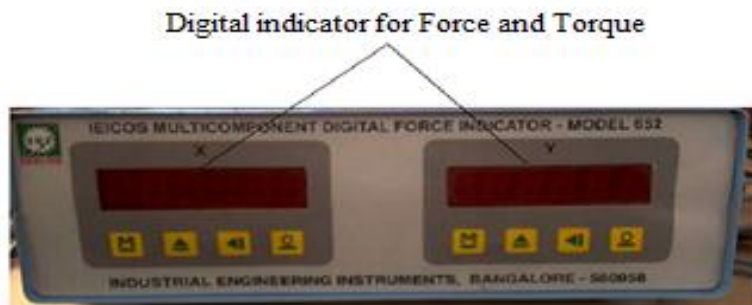 Digital indicator for Force and Torque
IEICOS MULTICOMPONENT DIGITAL FORCE INDICATOR - MODEL 652
X
Y
INDUSTRIAL ENGINEERING INSTRUMENTS, BANGALORE - 560058